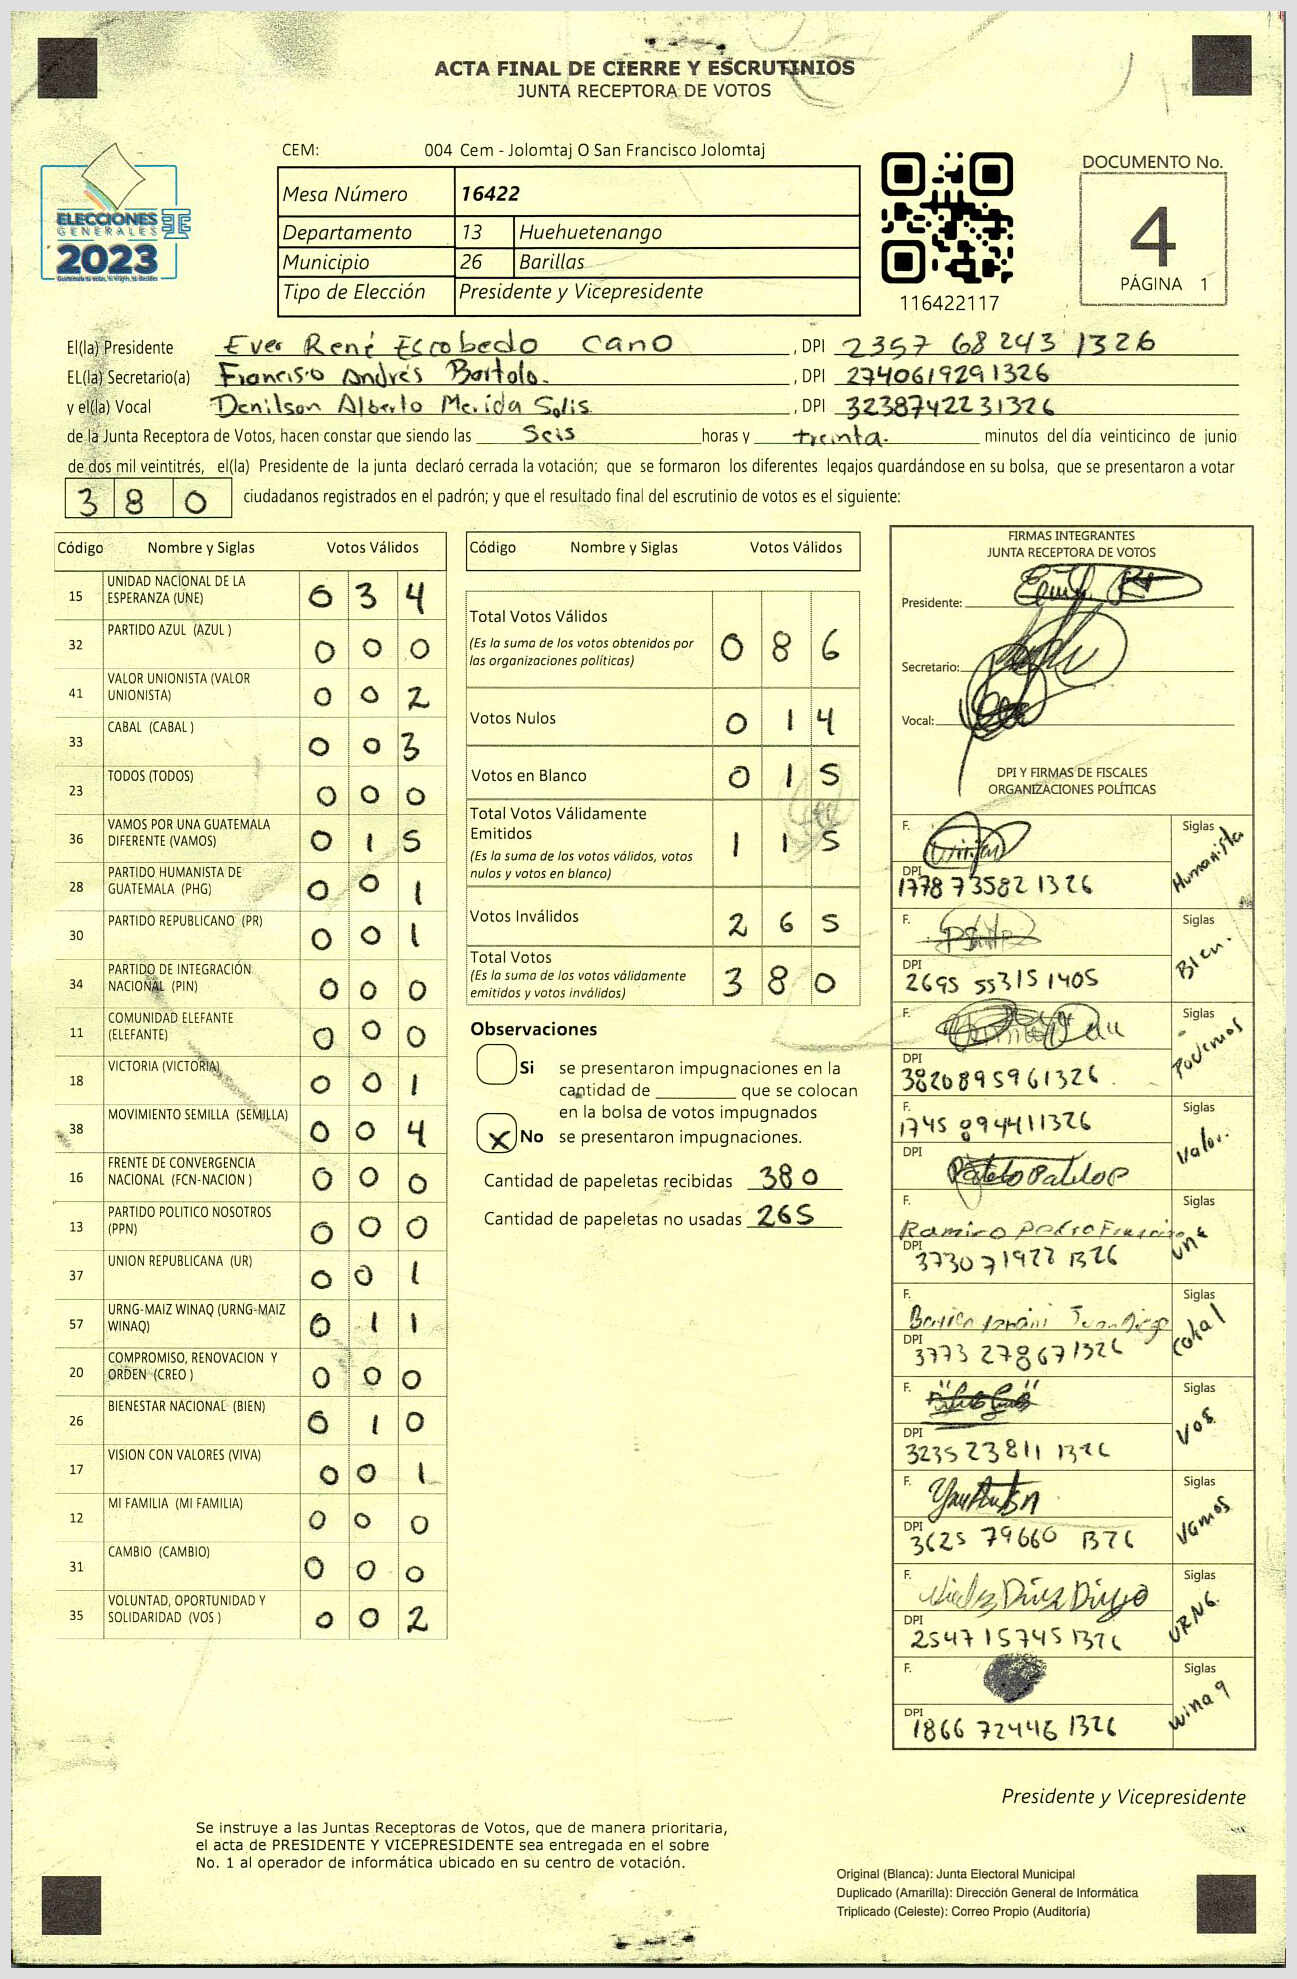 ACTA FINAL DE CIERRE Y ESCRUTINIOS
JUNTA RECEPTORA DE VOTOS
CEM: 004 Cem - Jolomtaj O San Francisco Jolomtaj
ELECCIONES
GENERALES
2023
Mesa Número 16422
Departamento 13 Huehuetenango
Municipio 26 Barillas
Tipo de Elección Presidente y Vicepresidente
116422117
DOCUMENTO No.
4
PÁGINA 1
El(la) Presidente Ever René Escobedo Cano, DPI 2357 68243 1326
EL(la) Secretario(a) Francisco Andrés Bartolo., DPI 2740619291326
y el(la) Vocal Denilson Alberto Merida Solis, DPI 3238742231326
de la Junta Receptora de Votos, hacen constar que siendo las Seis horas y treinta. minutos del día veinticinco de junio
de dos mil veintitrés, el(la) Presidente de la junta declaró cerrada la votación; que se formaron los diferentes legajos quardándose en su bolsa, que se presentaron a votar
380 ciudadanos registrados en el padrón; y que el resultado final del escrutinio de votos es el siguiente:
Código Nombre y Siglas Votos Válidos
15 UNIDAD NACIONAL DE LA ESPERANZA (UNE) 0 3 4
32 PARTIDO AZUL (AZUL ) 0 0 0
41 VALOR UNIONISTA (VALOR UNIONISTA) 0 0 2
33 CABAL (CABAL ) 0 0 3
23 TODOS (TODOS) 0 0 0
36 VAMOS POR UNA GUATEMALA DIFERENTE (VAMOS) 0 1 5
28 PARTIDO HUMANISTA DE GUATEMALA (PHG) 0 0 1
30 PARTIDO REPUBLICANO (PR) 0 0 1
34 PARTIDO DE INTEGRACIÓN NACIONAL (PIN) 0 0 0
11 COMUNIDAD ELEFANTE (ELEFANTE) 0 0 0
18 VICTORIA (VICTORIA) 0 0 1
38 MOVIMIENTO SEMILLA (SEMILLA) 0 0 4
16 FRENTE DE CONVERGENCIA NACIONAL (FCN-NACION ) 0 0 0
13 PARTIDO POLITICO NOSOTROS (PPN) 0 0 0
37 UNION REPUBLICANA (UR) 0 0 1
57 URNG-MAIZ WINAQ (URNG-MAIZ WINAQ) 0 1 1
20 COMPROMISO, RENOVACION Y ORDEN (CREO ) 0 0 0
26 BIENESTAR NACIONAL (BIEN) 0 1 0
17 VISION CON VALORES (VIVA) 0 0 1
12 MI FAMILIA (MI FAMILIA) 0 0 0
31 CAMBIO (CAMBIO) 0 0 0
35 VOLUNTAD, OPORTUNIDAD Y SOLIDARIDAD (VOS ) 0 0 2
Código Nombre y Siglas Votos Válidos
Total Votos Válidos 0 8 6
(Es la suma de los votos obtenidos por las organizaciones políticas)
Votos Nulos 0 1 4
Votos en Blanco 0 1 5
Total Votos Válidamente Emitidos 1 1 5
(Es la suma de los votos válidos, votos nulos y votos en blanco)
Votos Inválidos 2 6 5
Total Votos 3 8 0
(Es la suma de los votos válidamente emitidos y votos inválidos)
Observaciones
Si se presentaron impugnaciones en la
cantidad de ________ que se colocan
en la bolsa de votos impugnados
X No se presentaron impugnaciones.
Cantidad de papeletas recibidas 380
Cantidad de papeletas no usadas 265
FIRMAS INTEGRANTES
JUNTA RECEPTORA DE VOTOS
Presidente:
Secretario:
Vocal:
DPI Y FIRMAS DE FISCALES
ORGANIZACIONES POLÍTICAS
F. Siglas Humanista
DPI 1778 73582 1326
F. Siglas Bien.
DPI 2695 55315 1405
F. Siglas Podemos
DPI 3820895961326
F. 1745 894411326 Siglas Valor.
DPI
F. Ramiro Pedro Francisco Siglas une
DPI 3730 71922 1326
F. Juan Diego Siglas Cabal
DPI 3773 27867 1326
F. Siglas VOS
DPI 3235 23811 1326
F. Siglas Vamos
DPI 3625 79660 1326
F. Diego Siglas URNG.
DPI 2547 15745 1326
F. Siglas Winaq
DPI 1866 72446 1326
Presidente y Vicepresidente
Se instruye a las Juntas Receptoras de Votos, que de manera prioritaria,
el acta de PRESIDENTE Y VICEPRESIDENTE sea entregada en el sobre
No. 1 al operador de informática ubicado en su centro de votación.
Original (Blanca): Junta Electoral Municipal
Duplicado (Amarilla): Dirección General de Informática
Triplicado (Celeste): Correo Propio (Auditoría)